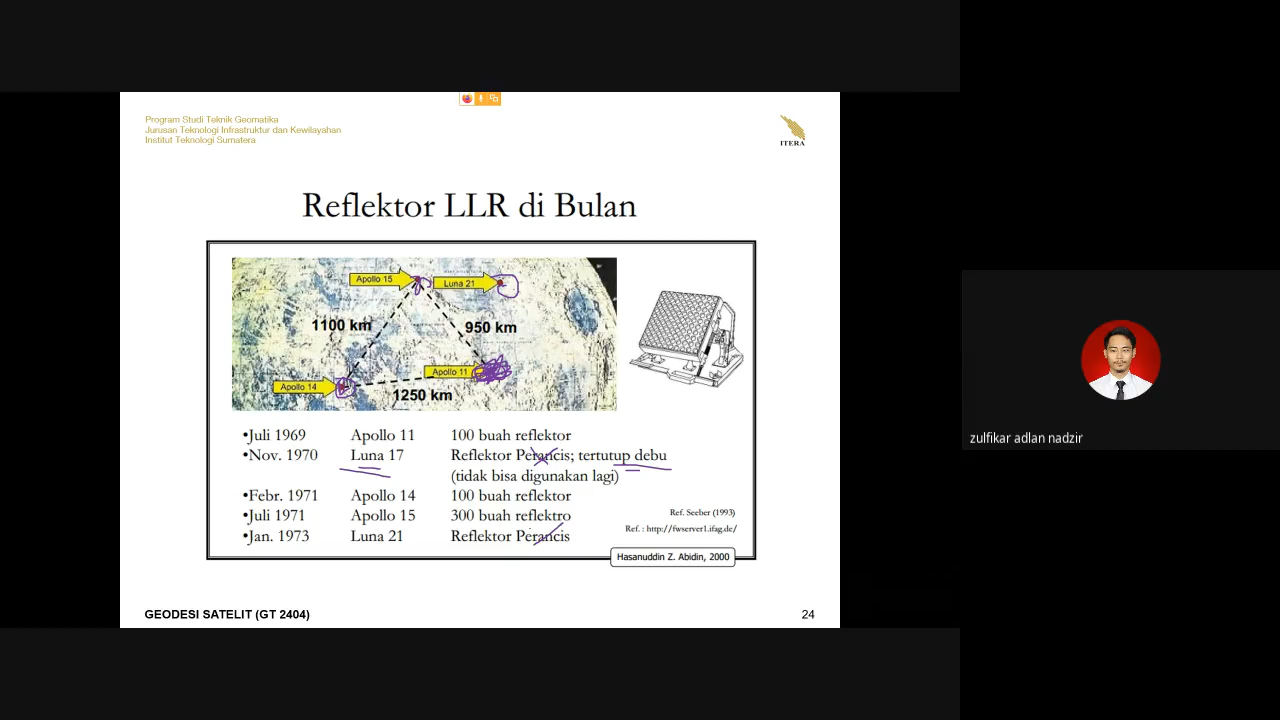 Program Studi Teknik Geomatika
Jurusan Teknologi Infrastruktur dan Kewilayahan
Institut Teknologi Sumatera
ITERA
Reflektor LLR di Bulan
Apollo 15
Luna 21
1100 km
950 km
Apollo 11
Apollo 14
1250 km
•Juli 1969 Apollo 11 100 buah reflektor
•Nov. 1970 Luna 17 Reflektor Perancis; tertutup debu
(tidak bisa digunakan lagi)
•Febr. 1971 Apollo 14 100 buah reflektor
•Juli 1971 Apollo 15 300 buah reflektro
•Jan. 1973 Luna 21 Reflektor Perancis
Ref. Seeber (1993)
Ref. : http://fwserver1.ifag.de/
Hasanuddin Z. Abidin, 2000
GEODESI SATELIT (GT 2404)
24
zulfikar adlan nadzir